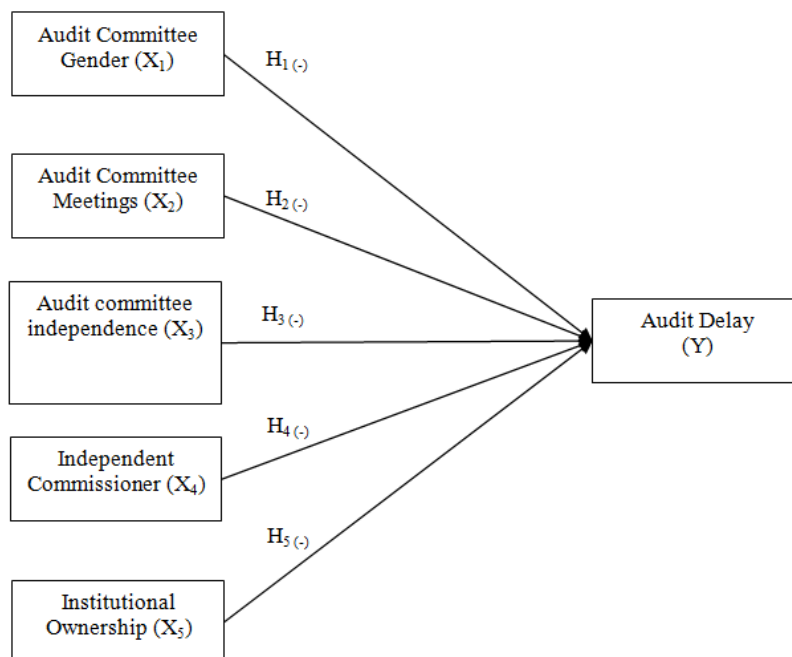 Audit Committee
Gender (X₁)
H₁ (-)
Audit Committee
Meetings (X₂)
H₂ (-)
Audit committee
independence (X₃)
H₃ (-)
Audit Delay
(Y)
Independent
Commissioner (X₄)
H₄ (-)
Institutional
Ownership (X₅)
H₅ (-)